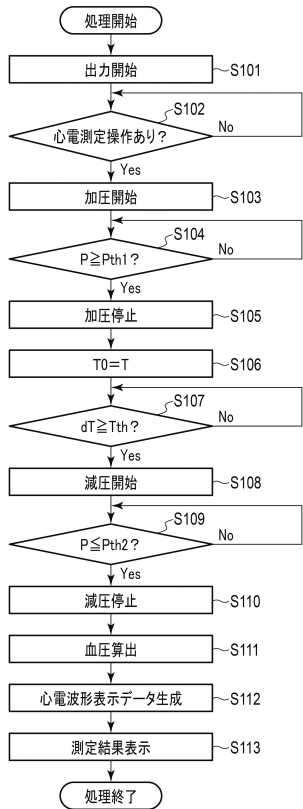 処理開始
出力開始
S101
S102
心電測定操作あり?
No
Yes
加圧開始
S103
S104
P≧Pth1?
No
Yes
加圧停止
S105
T0=T
S106
S107
dT≧Tth?
No
Yes
減圧開始
S108
S109
P≦Pth2?
No
Yes
減圧停止
S110
血圧算出
S111
心電波形表示データ生成
S112
測定結果表示
S113
処理終了